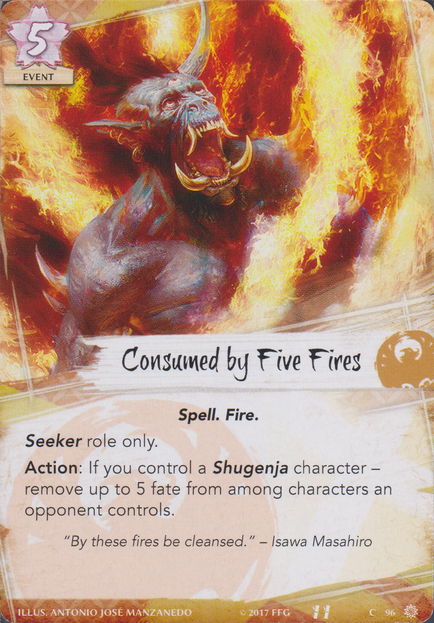 5
EVENT
Consumed by Five Fires
Spell. Fire.
Seeker role only.
Action: If you control a Shugenja character –
remove up to 5 fate from among characters an
opponent controls.
“By these fires be cleansed.” – Isawa Masahiro
ILLUS. ANTONIO JOSÉ MANZANEDO © 2017 FFG C 96